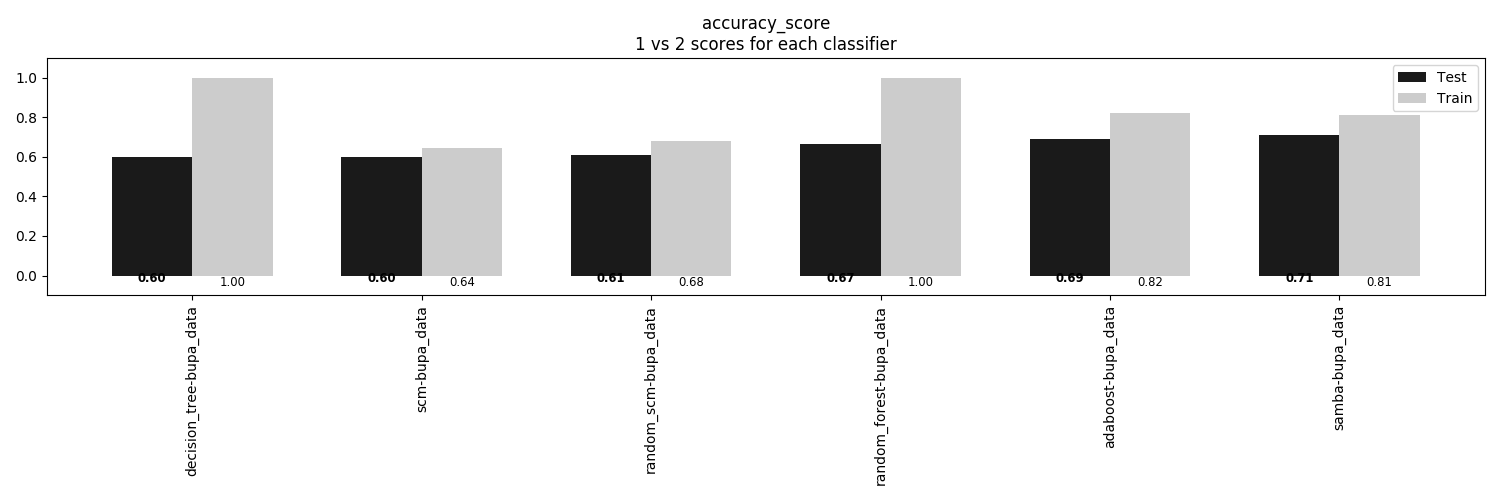 accuracy_score
1 vs 2 scores for each classifier
Test
Train
1.0
0.8
0.6
0.4
0.2
0.0
0.60
1.00
0.60
0.64
0.61
0.68
0.67
1.00
0.69
0.82
0.71
0.81
decision_tree-bupa_data
scm-bupa_data
random_scm-bupa_data
random_forest-bupa_data
adaboost-bupa_data
samba-bupa_data